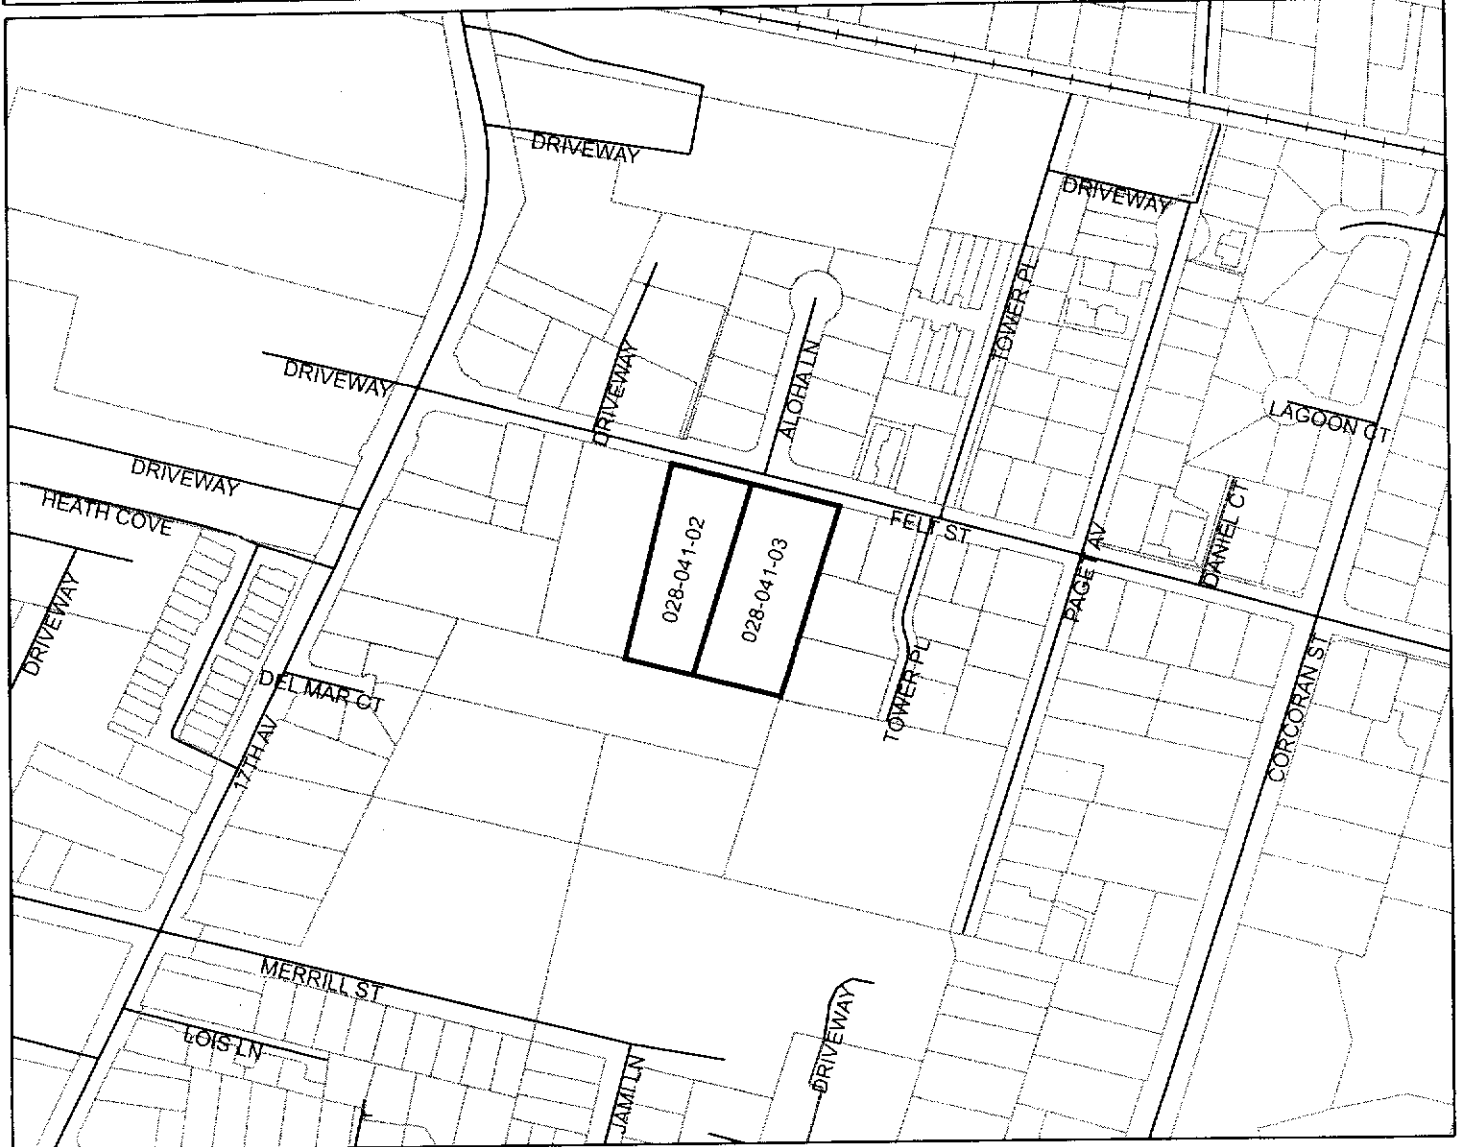 DRIVEWAY
DRIVEWAY
TOWER PL
DRIVEWAY
DRIVEWAY
ALOHA LN
LAGOON CT
DRIVEWAY
HEATH COVE
028-041-02
028-041-03
FELT ST
PAGET AV
DANIEL CT
DRIVEWAY
DEL MAR CT
TOWER PL
CORCORAN ST
17TH AV
MERRILL ST
LOIS LN
DRIVEWAY
JAMI LN